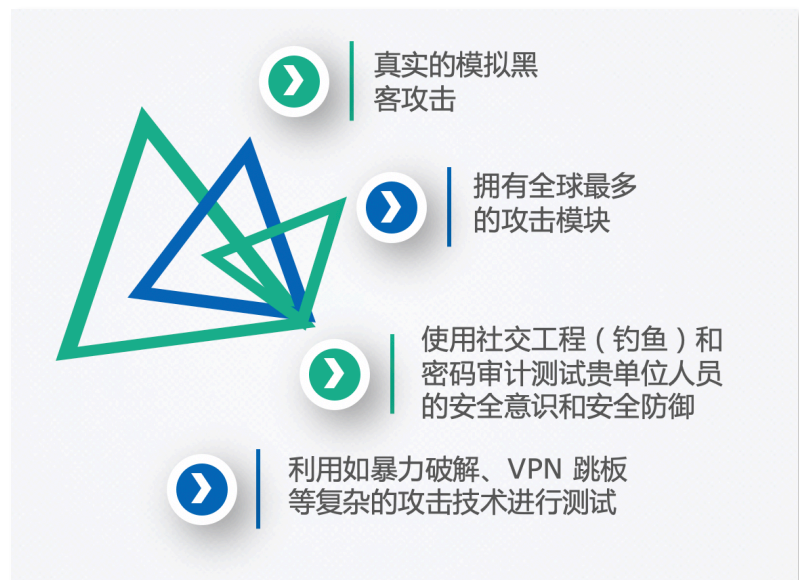 真实的模拟黑
客攻击
拥有全球最多
的攻击模块
使用社交工程（钓鱼）和
密码审计测试贵单位人员
的安全意识和安全防御
利用如暴力破解、VPN 跳板
等复杂的攻击技术进行测试